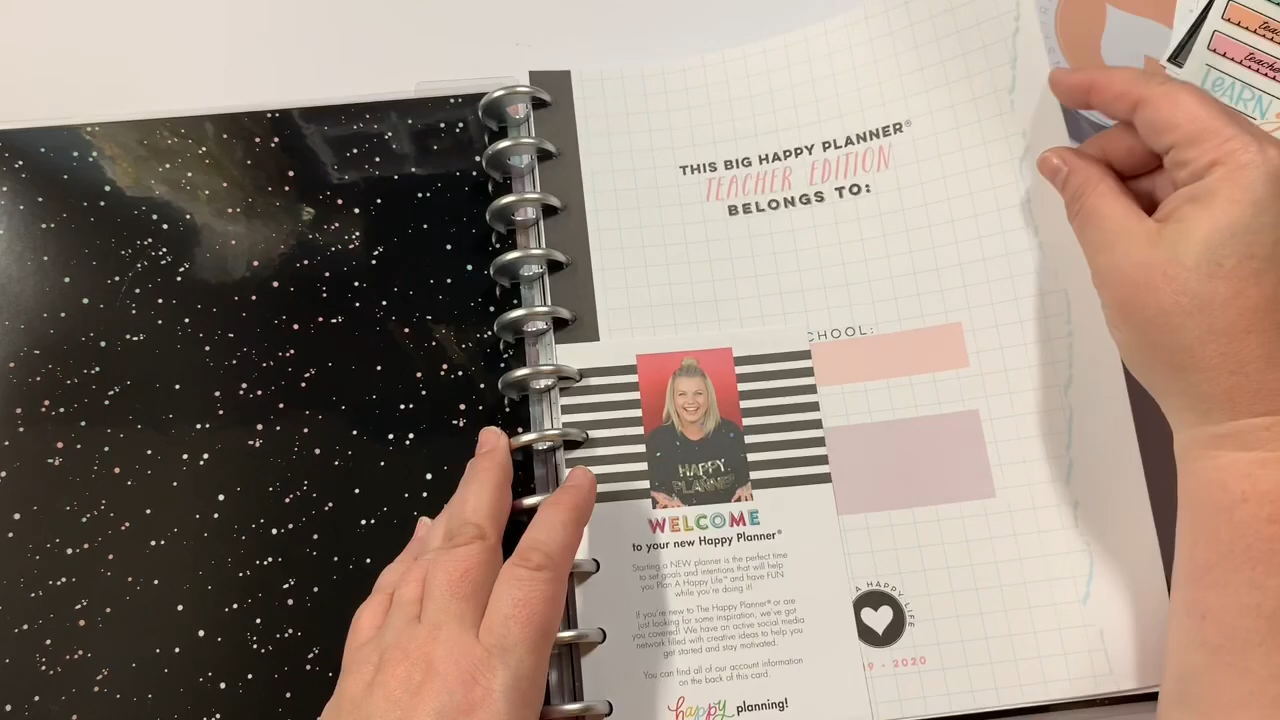 THIS BIG HAPPY PLANNER®
TEACHER EDITION
BELONGS TO:
CHOOL:
HAPPY
PLANNER
WELCOME
to your new Happy Planner®
Starting a NEW planner is the perfect time
to set goals and intentions that will help
you Plan A Happy Life™ and have FUN
while you're doing it!
If you're new to The Happy Planner® or are
just looking for some inspiration, we've got
you covered! We have an active social media
network filled with creative ideas to help you
get started and stay motivated.
You can find all of our account information
on the back of this card.
happy planning!
A HAPPY LIFE
9 - 2020
LEARN